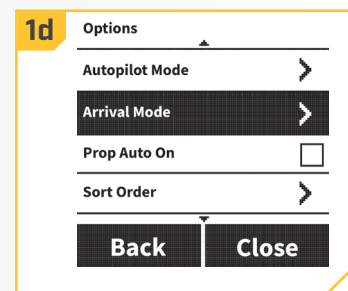 1d
Options
Autopilot Mode
Arrival Mode
Prop Auto On
Sort Order
Back Close